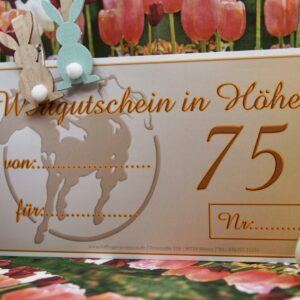 Wertgutschein in Höhe
von:....................
75
für:....................
Nr:..........